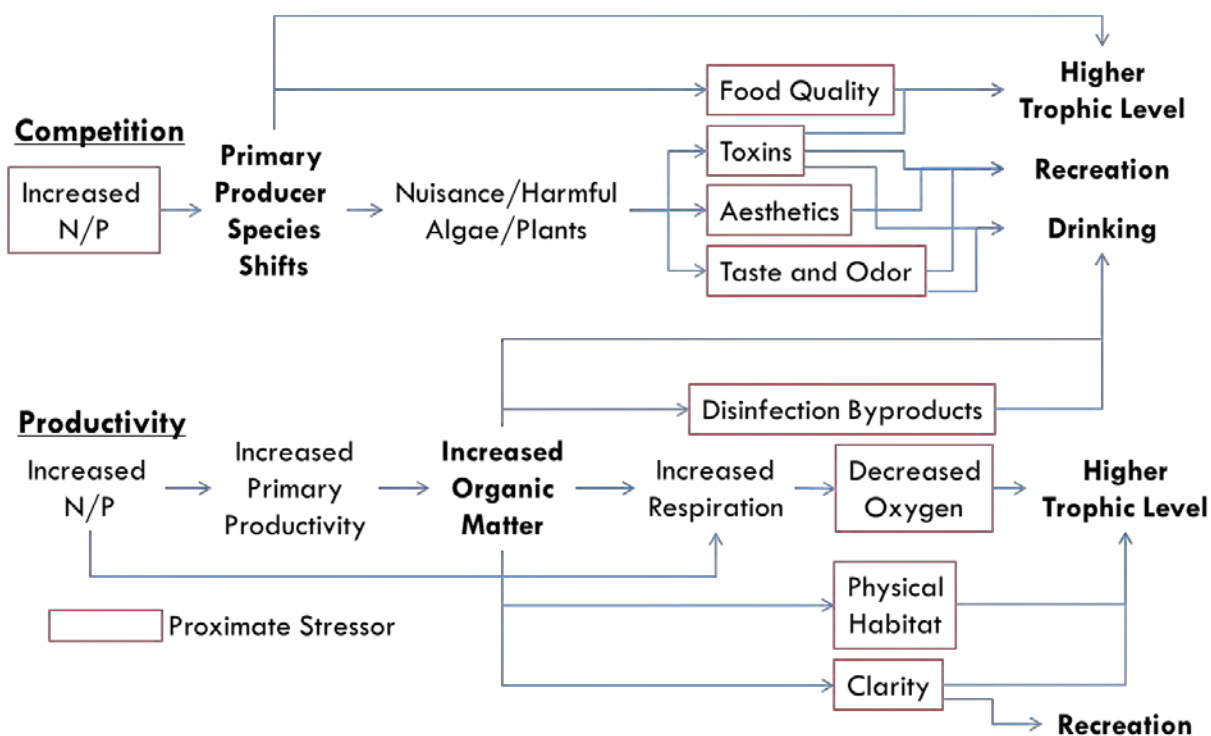 Higher
Trophic Level
Food Quality
Competition
Primary
Producer
Species
Shifts
Toxins
Recreation
Increased
N/P
Nuisance/Harmful
Algae/Plants
Aesthetics
Drinking
Taste and Odor
Disinfection Byproducts
Productivity
Increased
N/P
Increased
Primary
Productivity
Increased
Organic
Matter
Increased
Respiration
Decreased
Oxygen
Higher
Trophic Level
Physical
Habitat
Proximate Stressor
Clarity
Recreation